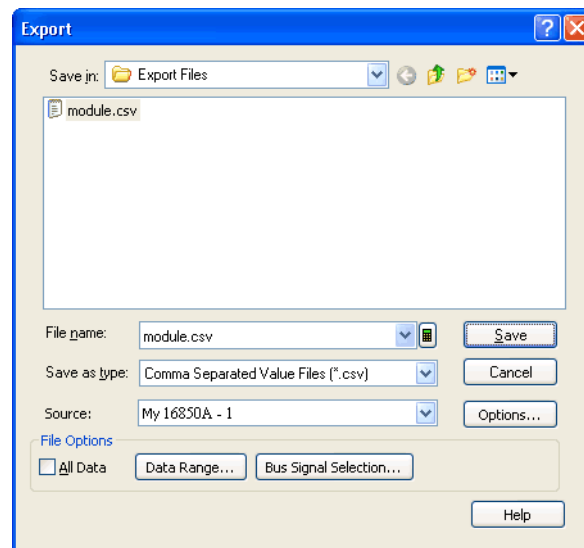 Export
Save in: Export Files
module.csv
File name: module.csv Save
Save as type: Comma Separated Value Files (*.csv) Cancel
Source: My 16850A - 1 Options...
File Options
All Data Data Range... Bus Signal Selection...
Help